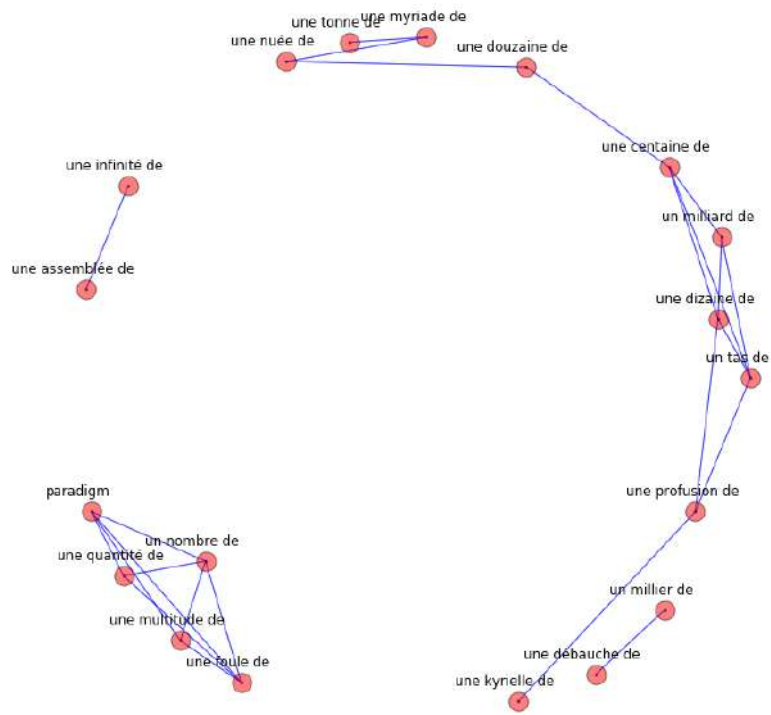 une myriade de
une tonne de
une nuée de
une douzaine de
une centaine de
une infinité de
un milliard de
une assemblée de
une dizaine de
un tas de
paradigm
une profusion de
un nombre de
une quantité de
un millier de
une multitude de
une foule de
une débauche de
une kyrielle de